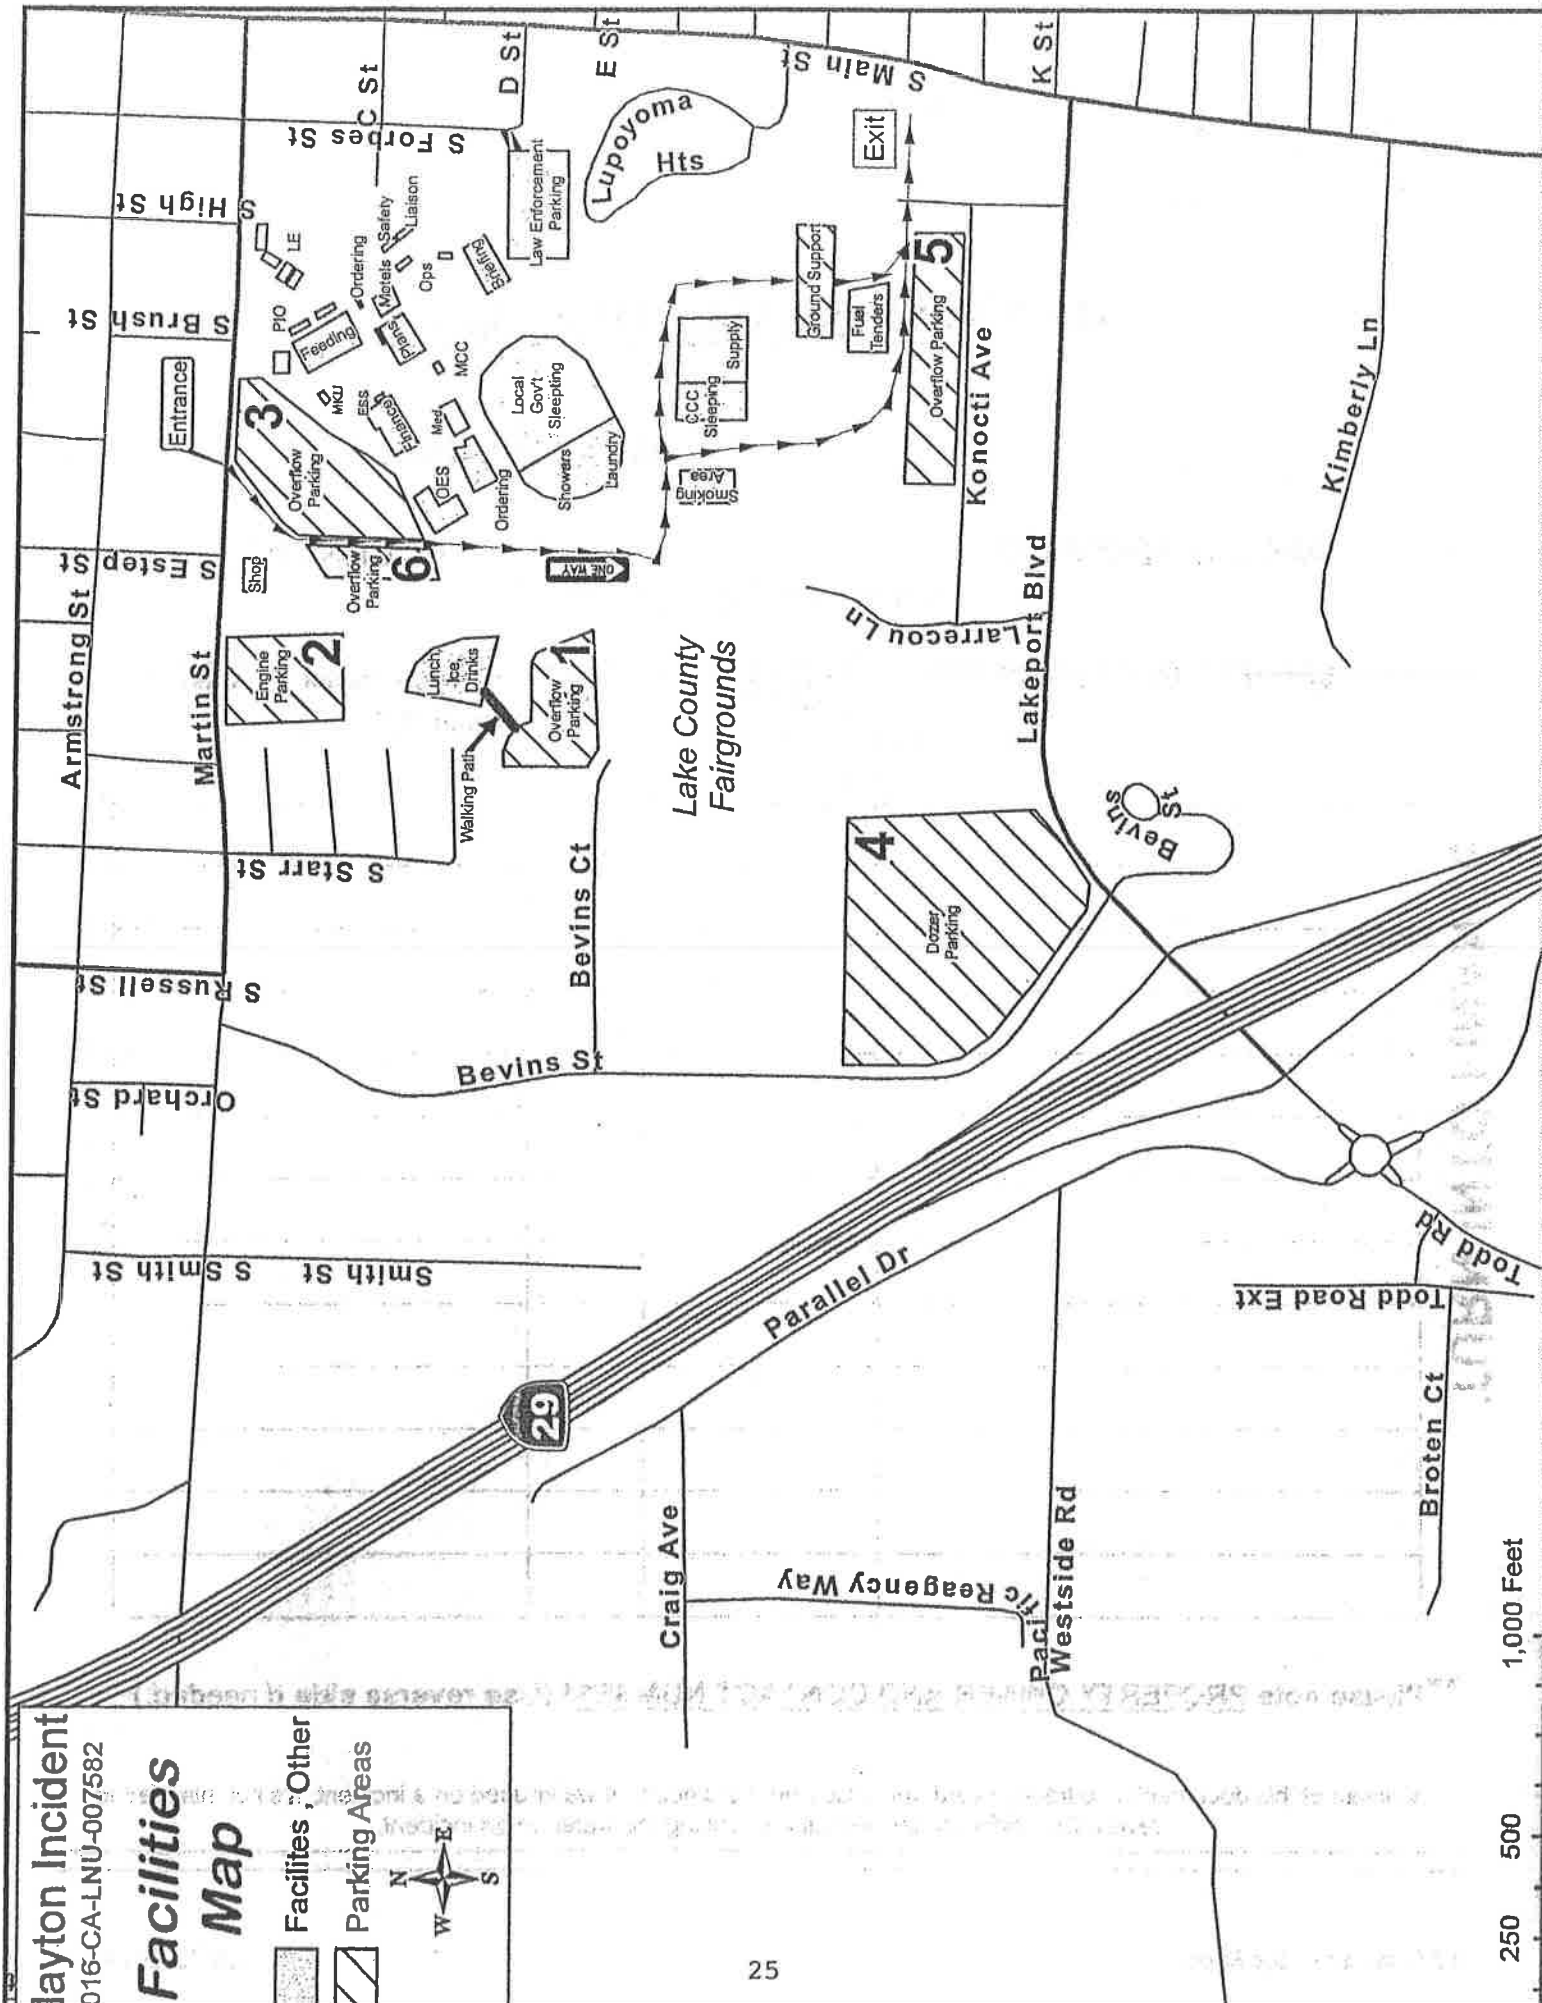 layton Incident
016-CA-LNU-007582
Facilities
Map
Facilites , Other
Parking Areas
N
W
E
S
250
500
1,000 Feet
25
29
Armstrong St
Martin St
S High St
S Brush St
S Estep St
S Starr St
S Russell St
Orchard St
S Smith St
Smith St
S Forbes St
C St
D St
E St
K St
S Main St
Lupoyoma
Hts
Bevins Ct
Bevins St
Bevins
St
Lakeport Blvd
Konocti Ave
Larrecou Ln
Kimberly Ln
Parallel Dr
Craig Ave
Pacific Reagency Way
Westside Rd
Todd Rd
Todd Road Ext
Broten Ct
Lake County
Fairgrounds
Entrance
Exit
ONE WAY
Shop
Engine
Parking
2
Overflow
Parking
3
Overflow
Parking
6
Lunch,
Ice,
Drinks
Walking Path
Overflow
Parking
1
Dozer
Parking
4
Overflow Parking
5
PIO
LE
Feeding
MKU
ESS
Finance
Ordering
Motels
Plans
Safety
Liaison
Ops
Briefing
MCC
Med
OES
Ordering
Law Enforcement
Parking
Local
Gov't
Sleepting
Showars
Laundry
Smoking
Area
CCC
Sleeping
Supply
Ground Support
Fuel
Tenders